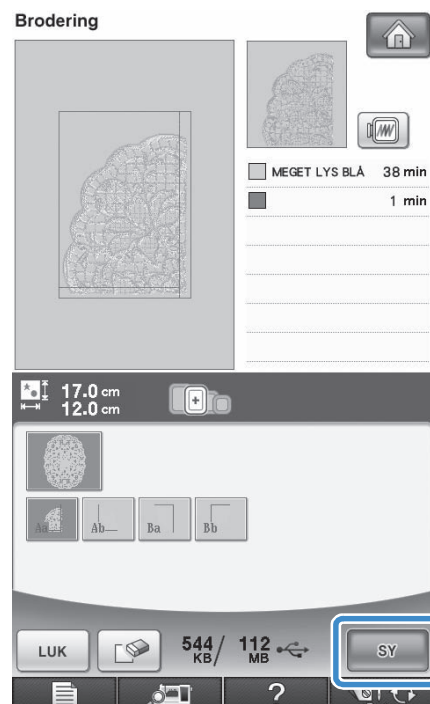 Brodering
MEGET LYS BLÅ 38 min
1 min
17.0 cm
12.0 cm
Aa Ab Ba Bb
LUK 544 KB/ 112 MB SY
?